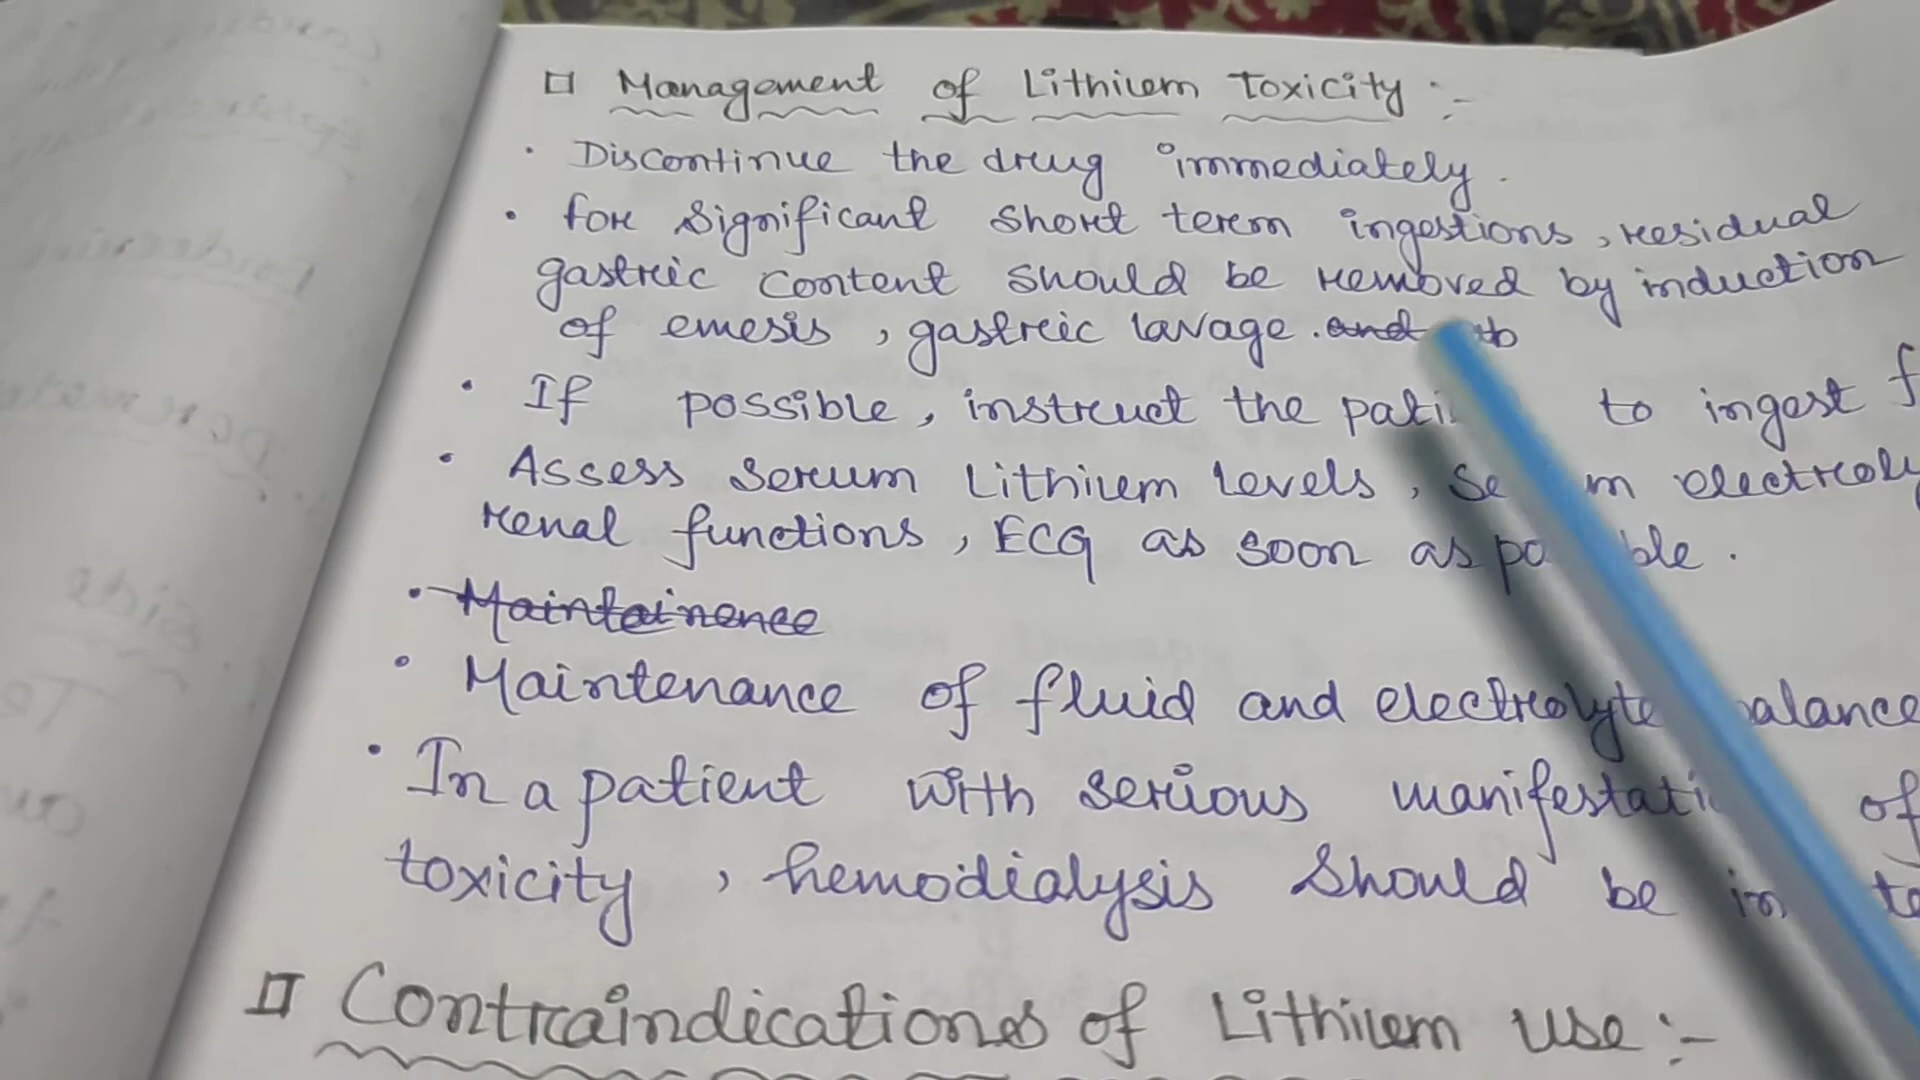 Management of Lithium Toxicity :-
• Discontinue the drug immediately.
• for significant short term ingestions, residual
gastric content should be removed by induction
of emesis, gastric lavage. and
• If possible, instruct the to ingest
• Assess serum Lithium levels,
renal functions, ECG as soon as
• Maintainence
• Maintenance of fluid and electrolyte
• In a patient with serious of
toxicity, hemodialysis should be
Contraindications of Lithium use :-